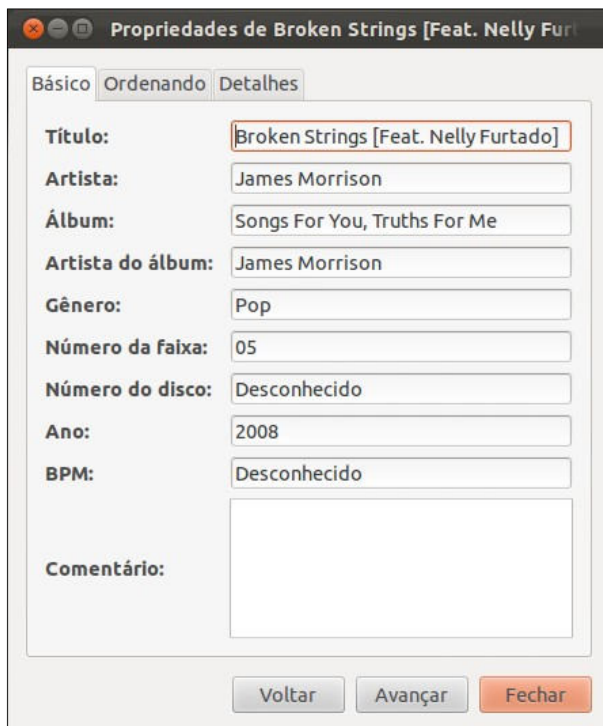 Propriedades de Broken Strings [Feat. Nelly Furt
Básico Ordenando Detalhes
Título: Broken Strings [Feat. Nelly Furtado]
Artista: James Morrison
Álbum: Songs For You, Truths For Me
Artista do álbum: James Morrison
Gênero: Pop
Número da faixa: 05
Número do disco: Desconhecido
Ano: 2008
BPM: Desconhecido
Comentário:
Voltar Avançar Fechar